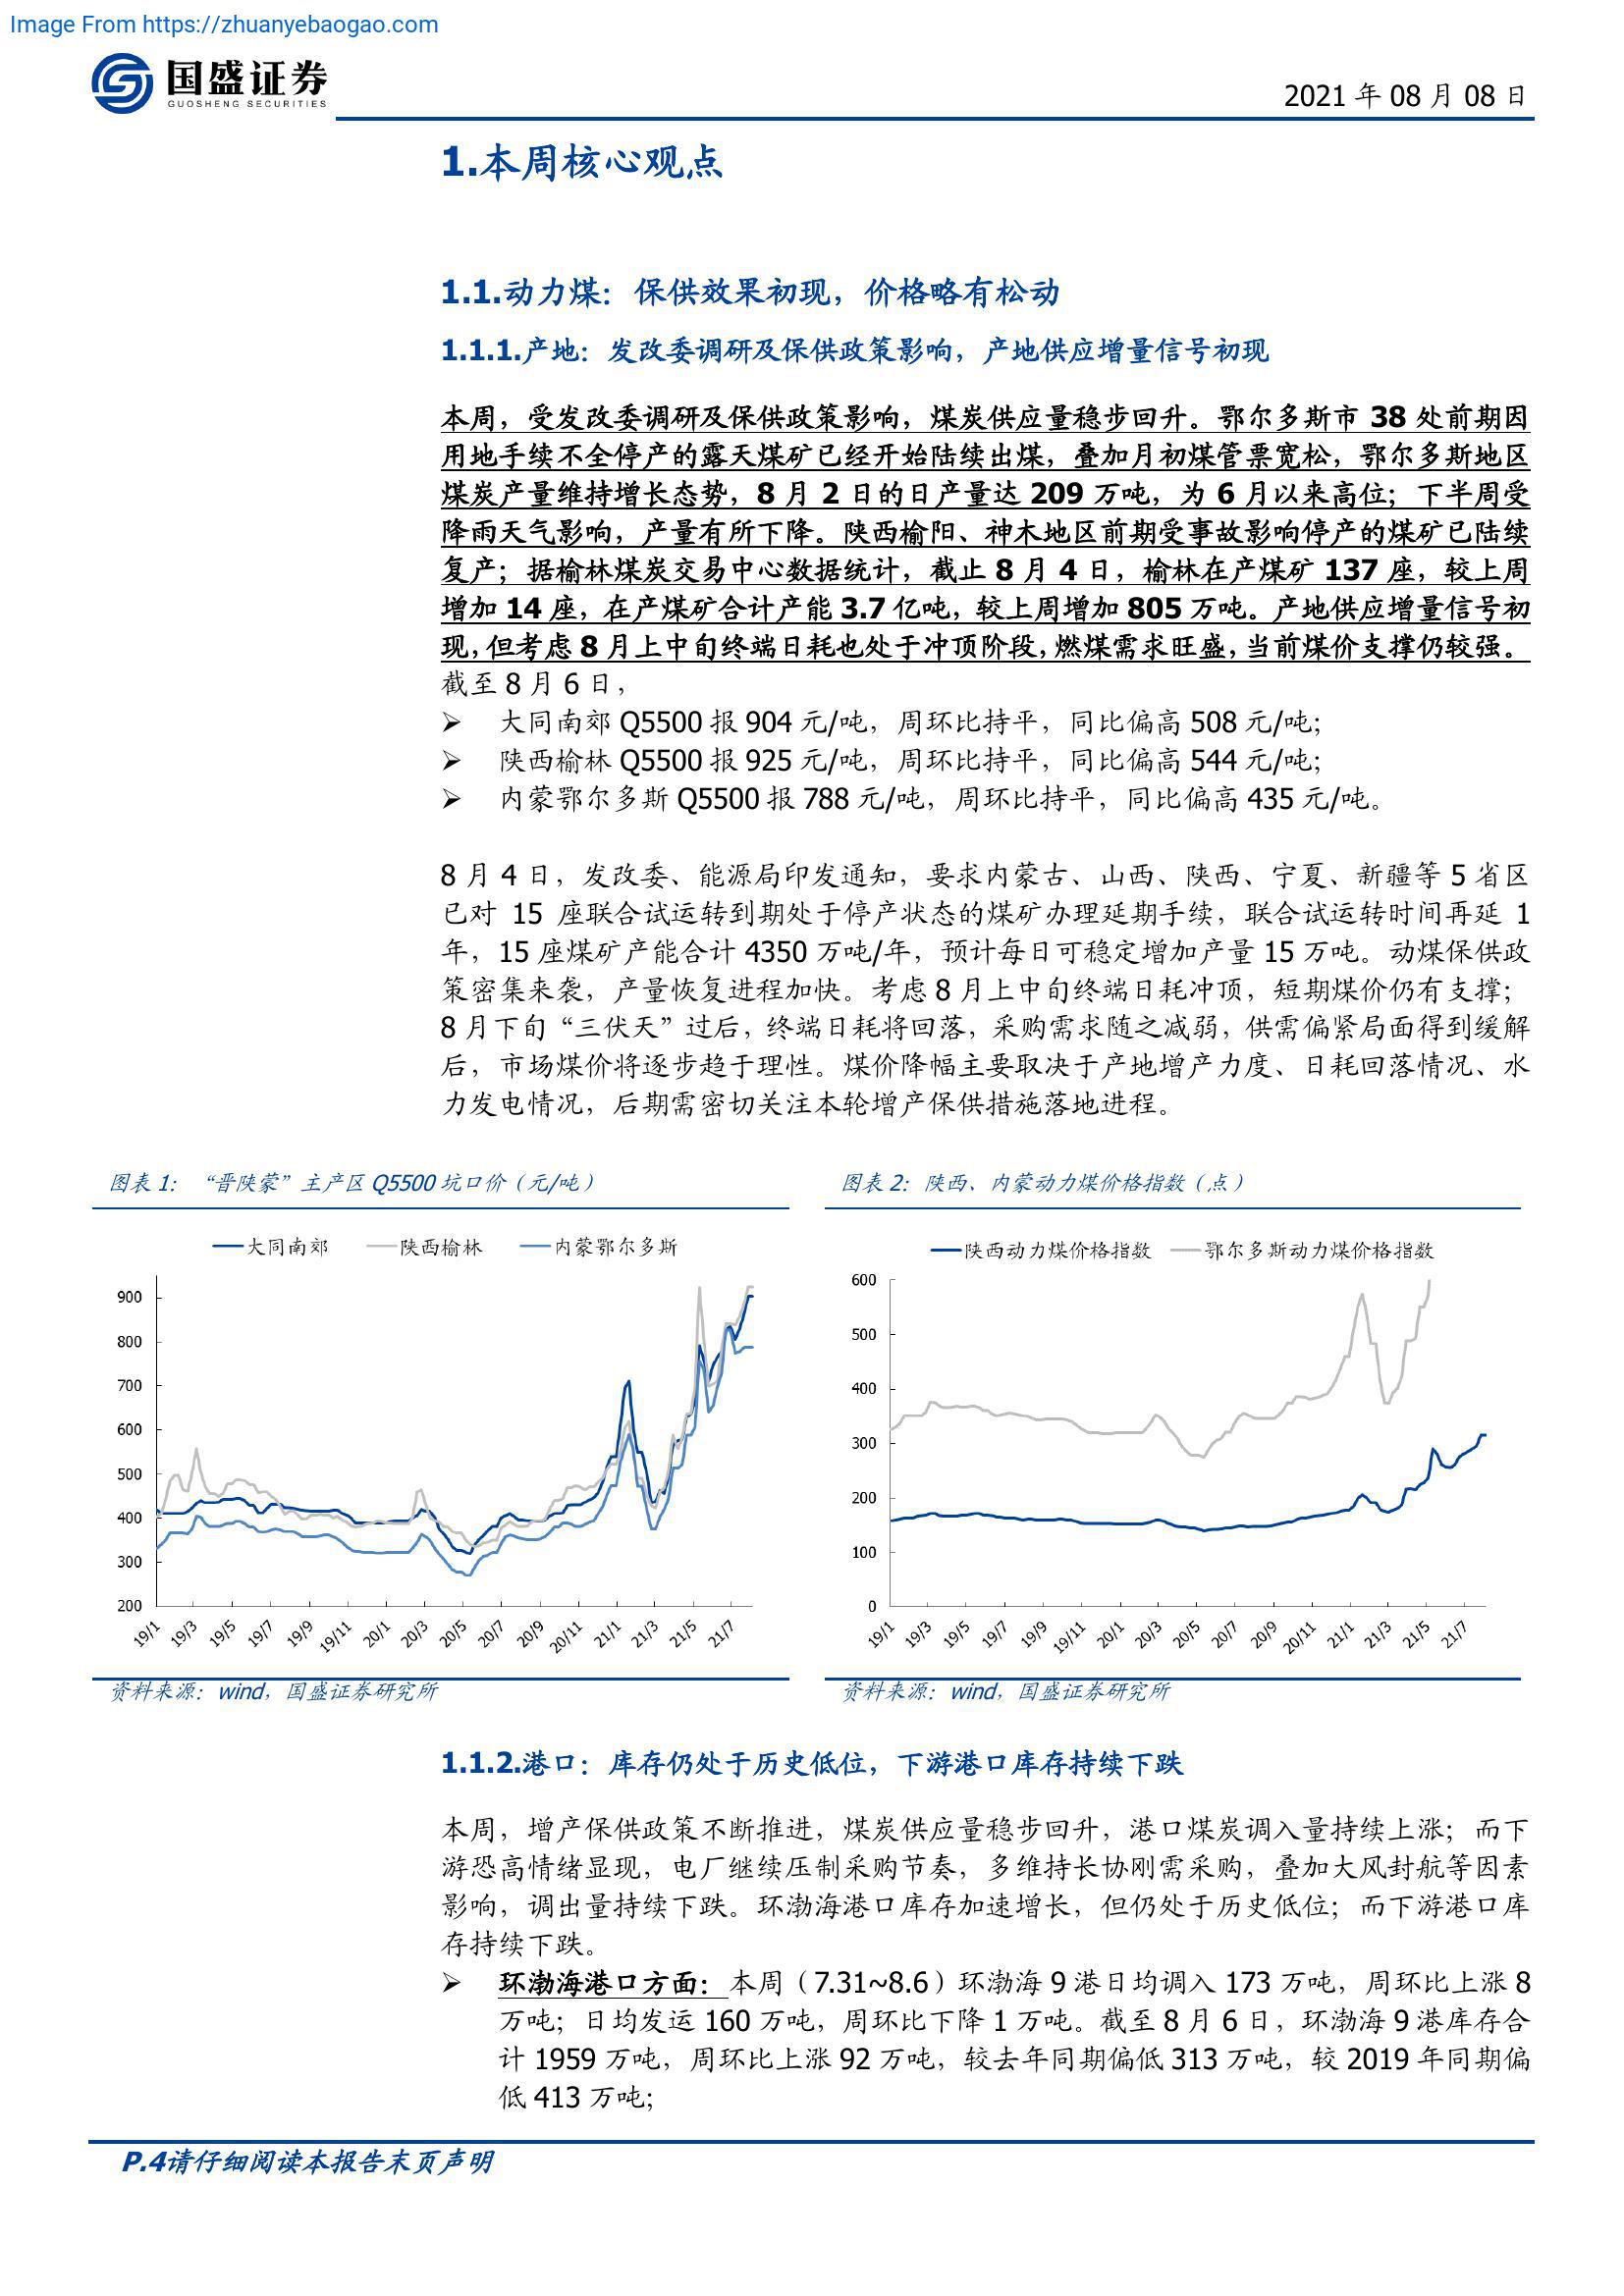 Image From https://zhuanyebaogao.com
国盛证券
GUOSHENG SECURITIES
2021 年 08 月 08 日
1.本周核心观点
1.1.动力煤：保供效果初现，价格略有松动
1.1.1.产地：发改委调研及保供政策影响，产地供应增量信号初现
本周，受发改委调研及保供政策影响，煤炭供应量稳步回升。鄂尔多斯市 38 处前期因
用地手续不全停产的露天煤矿已经开始陆续出煤，叠加月初煤管票宽松，鄂尔多斯地区
煤炭产量维持增长态势，8 月 2 日的日产量达 209 万吨，为 6 月以来高位；下半周受
降雨天气影响，产量有所下降。陕西榆阳、神木地区前期受事故影响停产的煤矿已陆续
复产；据榆林煤炭交易中心数据统计，截止 8 月 4 日，榆林在产煤矿 137 座，较上周
增加 14 座，在产煤矿合计产能 3.7 亿吨，较上周增加 805 万吨。产地供应增量信号初
现，但考虑 8 月上中旬终端日耗也处于冲顶阶段，燃煤需求旺盛，当前煤价支撑仍较强。
截至 8 月 6 日，
➢ 大同南郊 Q5500 报 904 元/吨，周环比持平，同比偏高 508 元/吨；
➢ 陕西榆林 Q5500 报 925 元/吨，周环比持平，同比偏高 544 元/吨；
➢ 内蒙鄂尔多斯 Q5500 报 788 元/吨，周环比持平，同比偏高 435 元/吨。
8 月 4 日，发改委、能源局印发通知，要求内蒙古、山西、陕西、宁夏、新疆等 5 省区
已对 15 座联合试运转到期处于停产状态的煤矿办理延期手续，联合试运转时间再延 1
年，15 座煤矿产能合计 4350 万吨/年，预计每日可稳定增加产量 15 万吨。动煤保供政
策密集来袭，产量恢复进程加快。考虑 8 月上中旬终端日耗冲顶，短期煤价仍有支撑；
8 月下旬“三伏天”过后，终端日耗将回落，采购需求随之减弱，供需偏紧局面得到缓解
后，市场煤价将逐步趋于理性。煤价降幅主要取决于产地增产力度、日耗回落情况、水
力发电情况，后期需密切关注本轮增产保供措施落地进程。
图表 1：“晋陕蒙”主产区 Q5500 坑口价（元/吨）
大同南郊 陕西榆林 内蒙鄂尔多斯
900
800
700
600
500
400
300
200
19/1 19/3 19/5 19/7 19/9 19/11 20/1 20/3 20/5 20/7 20/9 20/11 21/1 21/3 21/5 21/7
资料来源：wind，国盛证券研究所
图表 2：陕西、内蒙动力煤价格指数（点）
陕西动力煤价格指数 鄂尔多斯动力煤价格指数
600
500
400
300
200
100
0
19/1 19/3 19/5 19/7 19/9 19/11 20/1 20/3 20/5 20/7 20/9 20/11 21/1 21/3 21/5 21/7
资料来源：wind，国盛证券研究所
1.1.2.港口：库存仍处于历史低位，下游港口库存持续下跌
本周，增产保供政策不断推进，煤炭供应量稳步回升，港口煤炭调入量持续上涨；而下
游恐高情绪显现，电厂继续压制采购节奏，多维持长协刚需采购，叠加大风封航等因素
影响，调出量持续下跌。环渤海港口库存加速增长，但仍处于历史低位；而下游港口库
存持续下跌。
➢ 环渤海港口方面：本周（7.31~8.6）环渤海 9 港日均调入 173 万吨，周环比上涨 8
万吨；日均发运 160 万吨，周环比下降 1 万吨。截至 8 月 6 日，环渤海 9 港库存合
计 1959 万吨，周环比上涨 92 万吨，较去年同期偏低 313 万吨，较 2019 年同期偏
低 413 万吨；
P.4请仔细阅读本报告末页声明